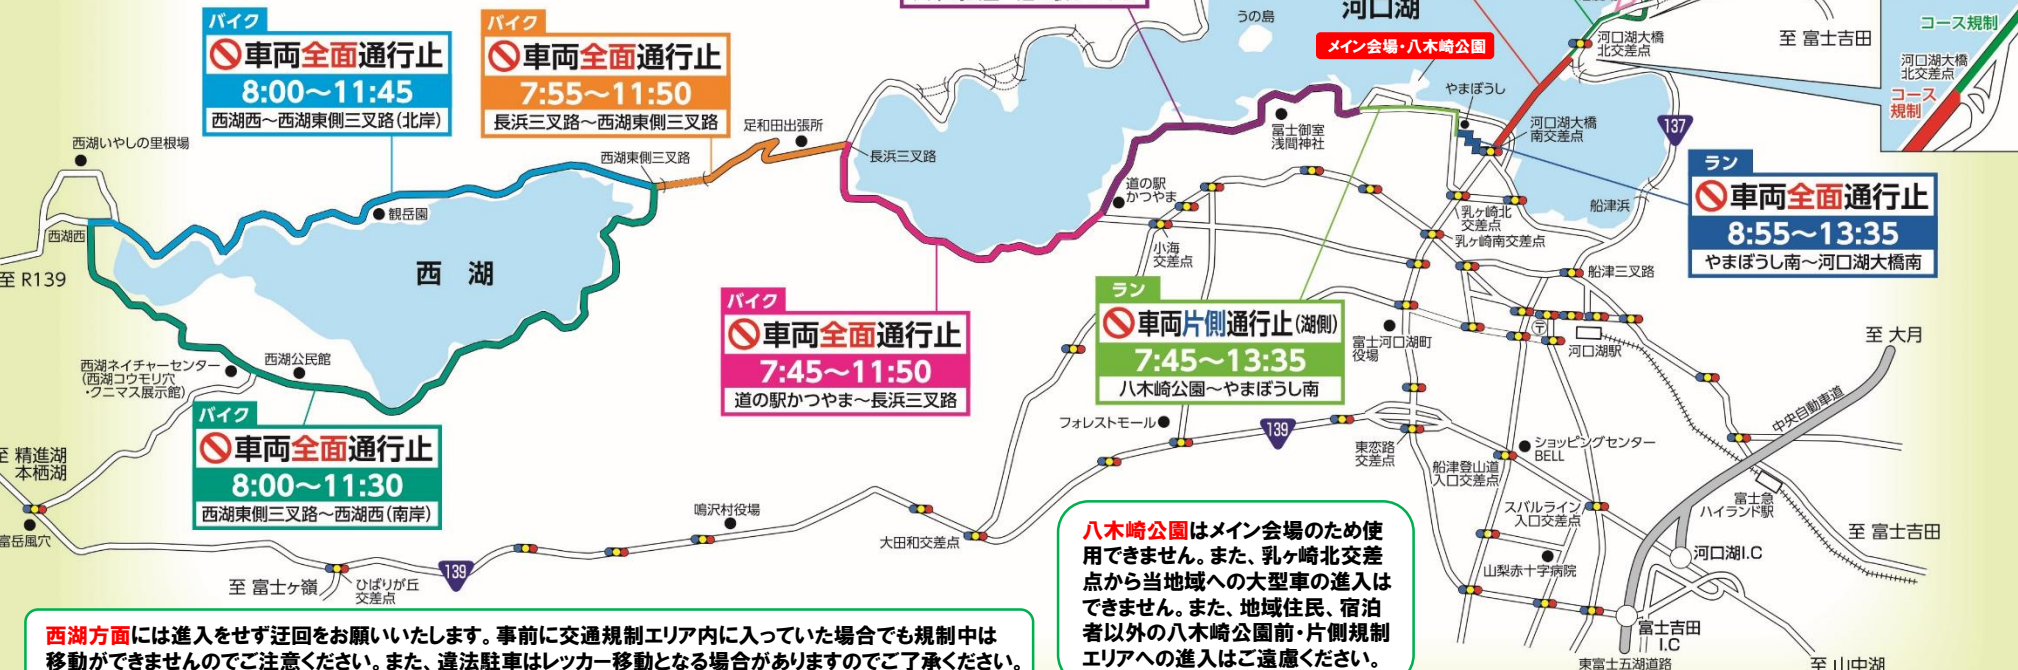 うの島
河口湖
メイン会場・八木崎公園
河口湖大橋
北交差点
至 富士吉田
コース規制
河口湖大橋
北交差点
コース
規制
バイク
車両全面通行止
8:00～11:45
西湖西～西湖東側三叉路(北岸)
バイク
車両全面通行止
7:55～11:50
長浜三叉路～西湖東側三叉路
足和田出張所
西湖東側三叉路
長浜三叉路
西湖いやしの里根場
観岳園
西湖西
至 R139
西 湖
やまぼうし
河口湖大橋
南交差点
137
冨士御室
浅間神社
道の駅
かつやま
小海
交差点
乳ヶ崎北
交差点
乳ヶ崎南交差点
船津浜
船津三叉路
ラン
車両全面通行止
8:55～13:35
やまぼうし南～河口湖大橋南
バイク
車両全面通行止
7:45～11:50
道の駅かつやま～長浜三叉路
ラン
車両片側通行止(湖側)
7:45～13:35
八木崎公園～やまぼうし南
富士河口湖町
役場
〒
河口湖駅
至 大月
中央自動車道
西湖ネイチャーセンター
(西湖コウモリ穴
・クニマス展示館)
西湖公民館
バイク
車両全面通行止
8:00～11:30
西湖東側三叉路～西湖西(南岸)
至 精進湖
本栖湖
富岳風穴
至 富士ヶ嶺
ひばりが丘
交差点
139
鳴沢村役場
大田和交差点
フォレストモール
139
東恋路
交差点
船津登山道
入口交差点
ショッピングセンター
BELL
スバルライン
入口交差点
富士急
ハイランド駅
至 富士吉田
河口湖I.C
山梨赤十字病院
富士吉田
I.C
東富士五湖道路
至 山中湖
八木崎公園はメイン会場のため使
用できません。また、乳ヶ崎北交差
点から当地域への大型車の進入は
できません。また、地域住民、宿泊
者以外の八木崎公園前・片側規制
エリアへの進入はご遠慮ください。
西湖方面には進入をせず迂回をお願いいたします。事前に交通規制エリア内に入っていた場合でも規制中は
移動ができませんのでご注意ください。また、違法駐車はレッカー移動となる場合がありますのでご了承ください。